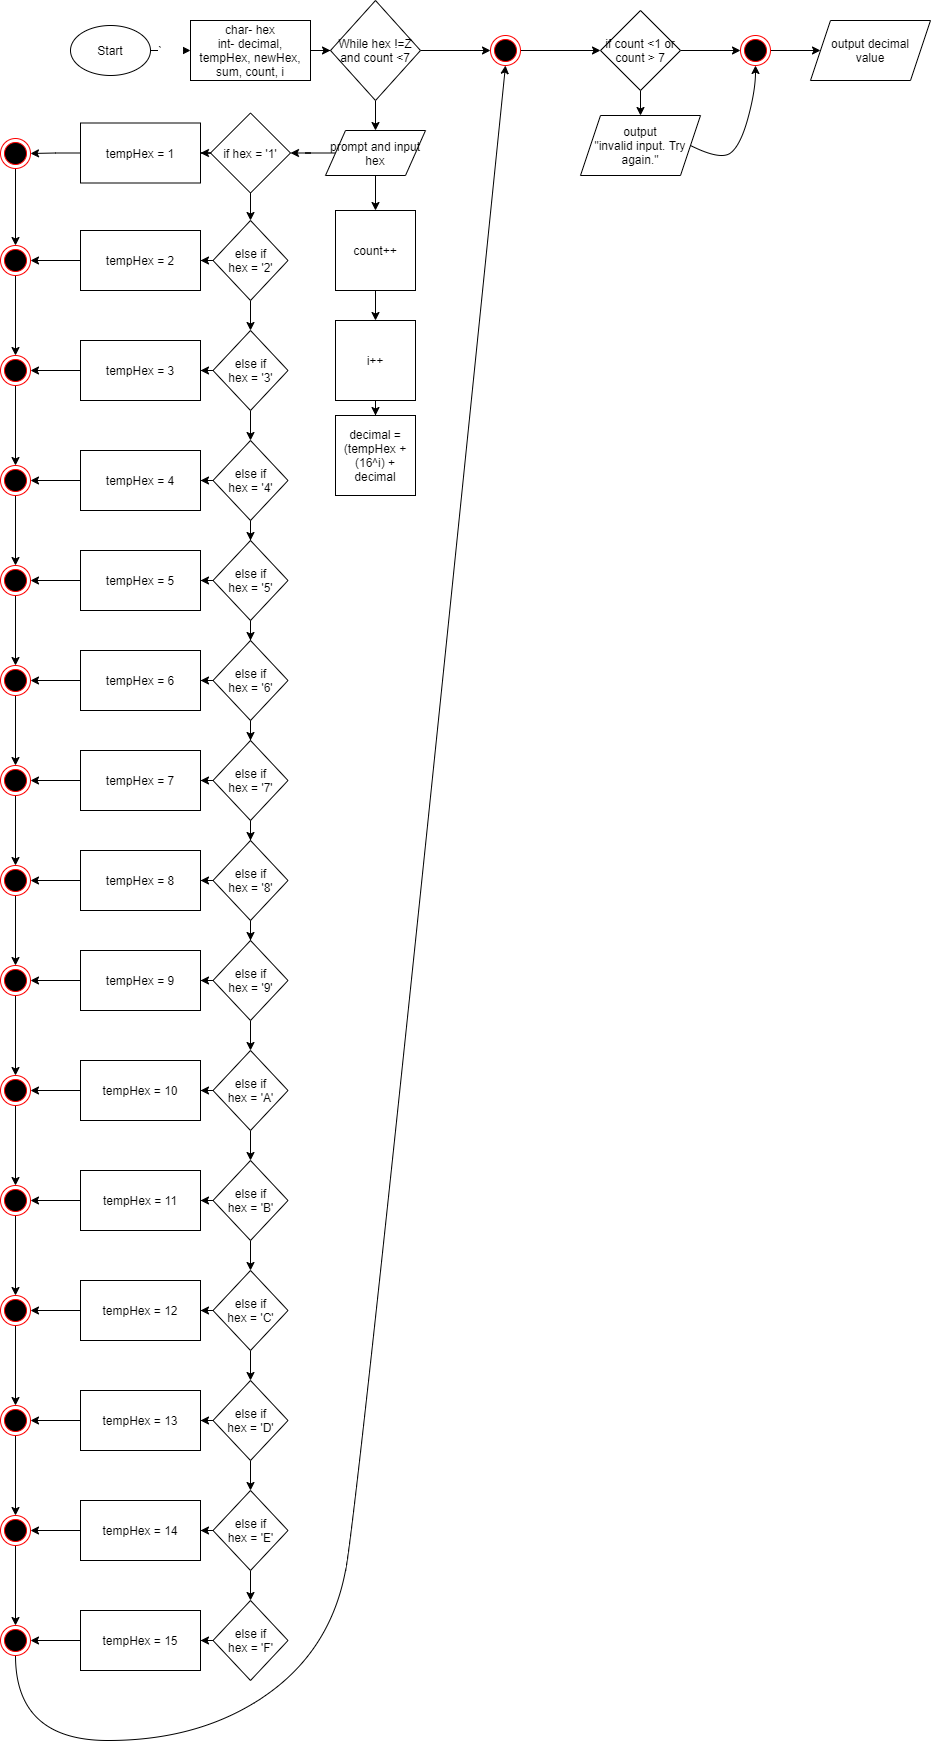 Start
`
char- hex
int- decimal,
tempHex, newHex,
sum, count, i
While hex !=Z
and count <7
if count <1 or
count > 7
output decimal
value
output
"invalid input. Try
again."
prompt and input
hex
if hex = '1'
tempHex = 1
count++
else if
hex = '2'
tempHex = 2
i++
else if
hex = '3'
tempHex = 3
decimal =
(tempHex +
(16^i) +
decimal
else if
hex = '4'
tempHex = 4
else if
hex = '5'
tempHex = 5
else if
hex = '6'
tempHex = 6
else if
hex = '7'
tempHex = 7
else if
hex = '8'
tempHex = 8
else if
hex = '9'
tempHex = 9
else if
hex = 'A'
tempHex = 10
else if
hex = 'B'
tempHex = 11
else if
hex = 'C'
tempHex = 12
else if
hex = 'D'
tempHex = 13
else if
hex = 'E'
tempHex = 14
else if
hex = 'F'
tempHex = 15